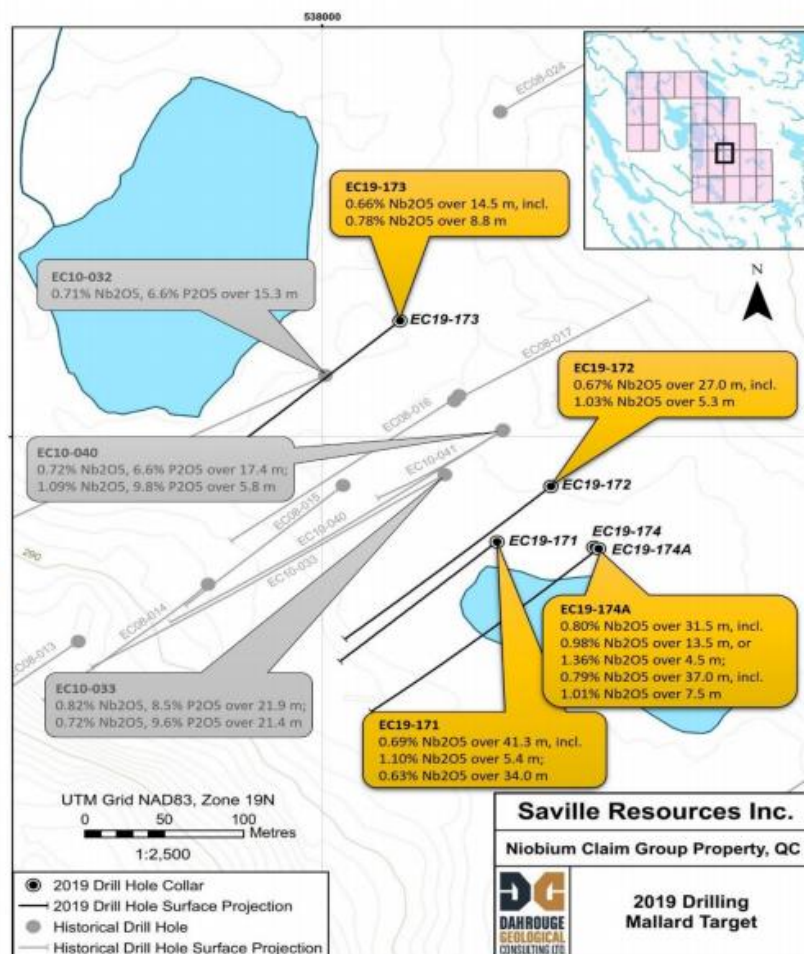 538000
EC08-024
EC19-173
0.66% Nb2O5 over 14.5 m, incl.
0.78% Nb2O5 over 8.8 m
EC10-032
0.71% Nb2O5, 6.6% P2O5 over 15.3 m
N
EC19-173
EC08-017
EC19-172
0.67% Nb2O5 over 27.0 m, incl.
1.03% Nb2O5 over 5.3 m
EC08-016
EC10-040
0.72% Nb2O5, 6.6% P2O5 over 17.4 m;
1.09% Nb2O5, 9.8% P2O5 over 5.8 m
EC10-041
EC19-172
EC08-015
EC19-040
EC19-171
EC19-174
EC19-174A
EC10-033
290
EC08-014
EC08-013
EC19-174A
0.80% Nb2O5 over 31.5 m, incl.
0.98% Nb2O5 over 13.5 m, or
1.36% Nb2O5 over 4.5 m;
0.79% Nb2O5 over 37.0 m, incl.
1.01% Nb2O5 over 7.5 m
EC10-033
0.82% Nb2O5, 8.5% P2O5 over 21.9 m;
0.72% Nb2O5, 9.6% P2O5 over 21.4 m
EC19-171
0.69% Nb2O5 over 41.3 m, incl.
1.10% Nb2O5 over 5.4 m;
0.63% Nb2O5 over 34.0 m
UTM Grid NAD83, Zone 19N
0 50 100
Metres
1:2,500
Saville Resources Inc.
Niobium Claim Group Property, QC
2019 Drill Hole Collar
2019 Drill Hole Surface Projection
Historical Drill Hole
Historical Drill Hole Surface Projection
DG
DAHROUGE
GEOLOGICAL
CONSULTING LTD
2019 Drilling
Mallard Target